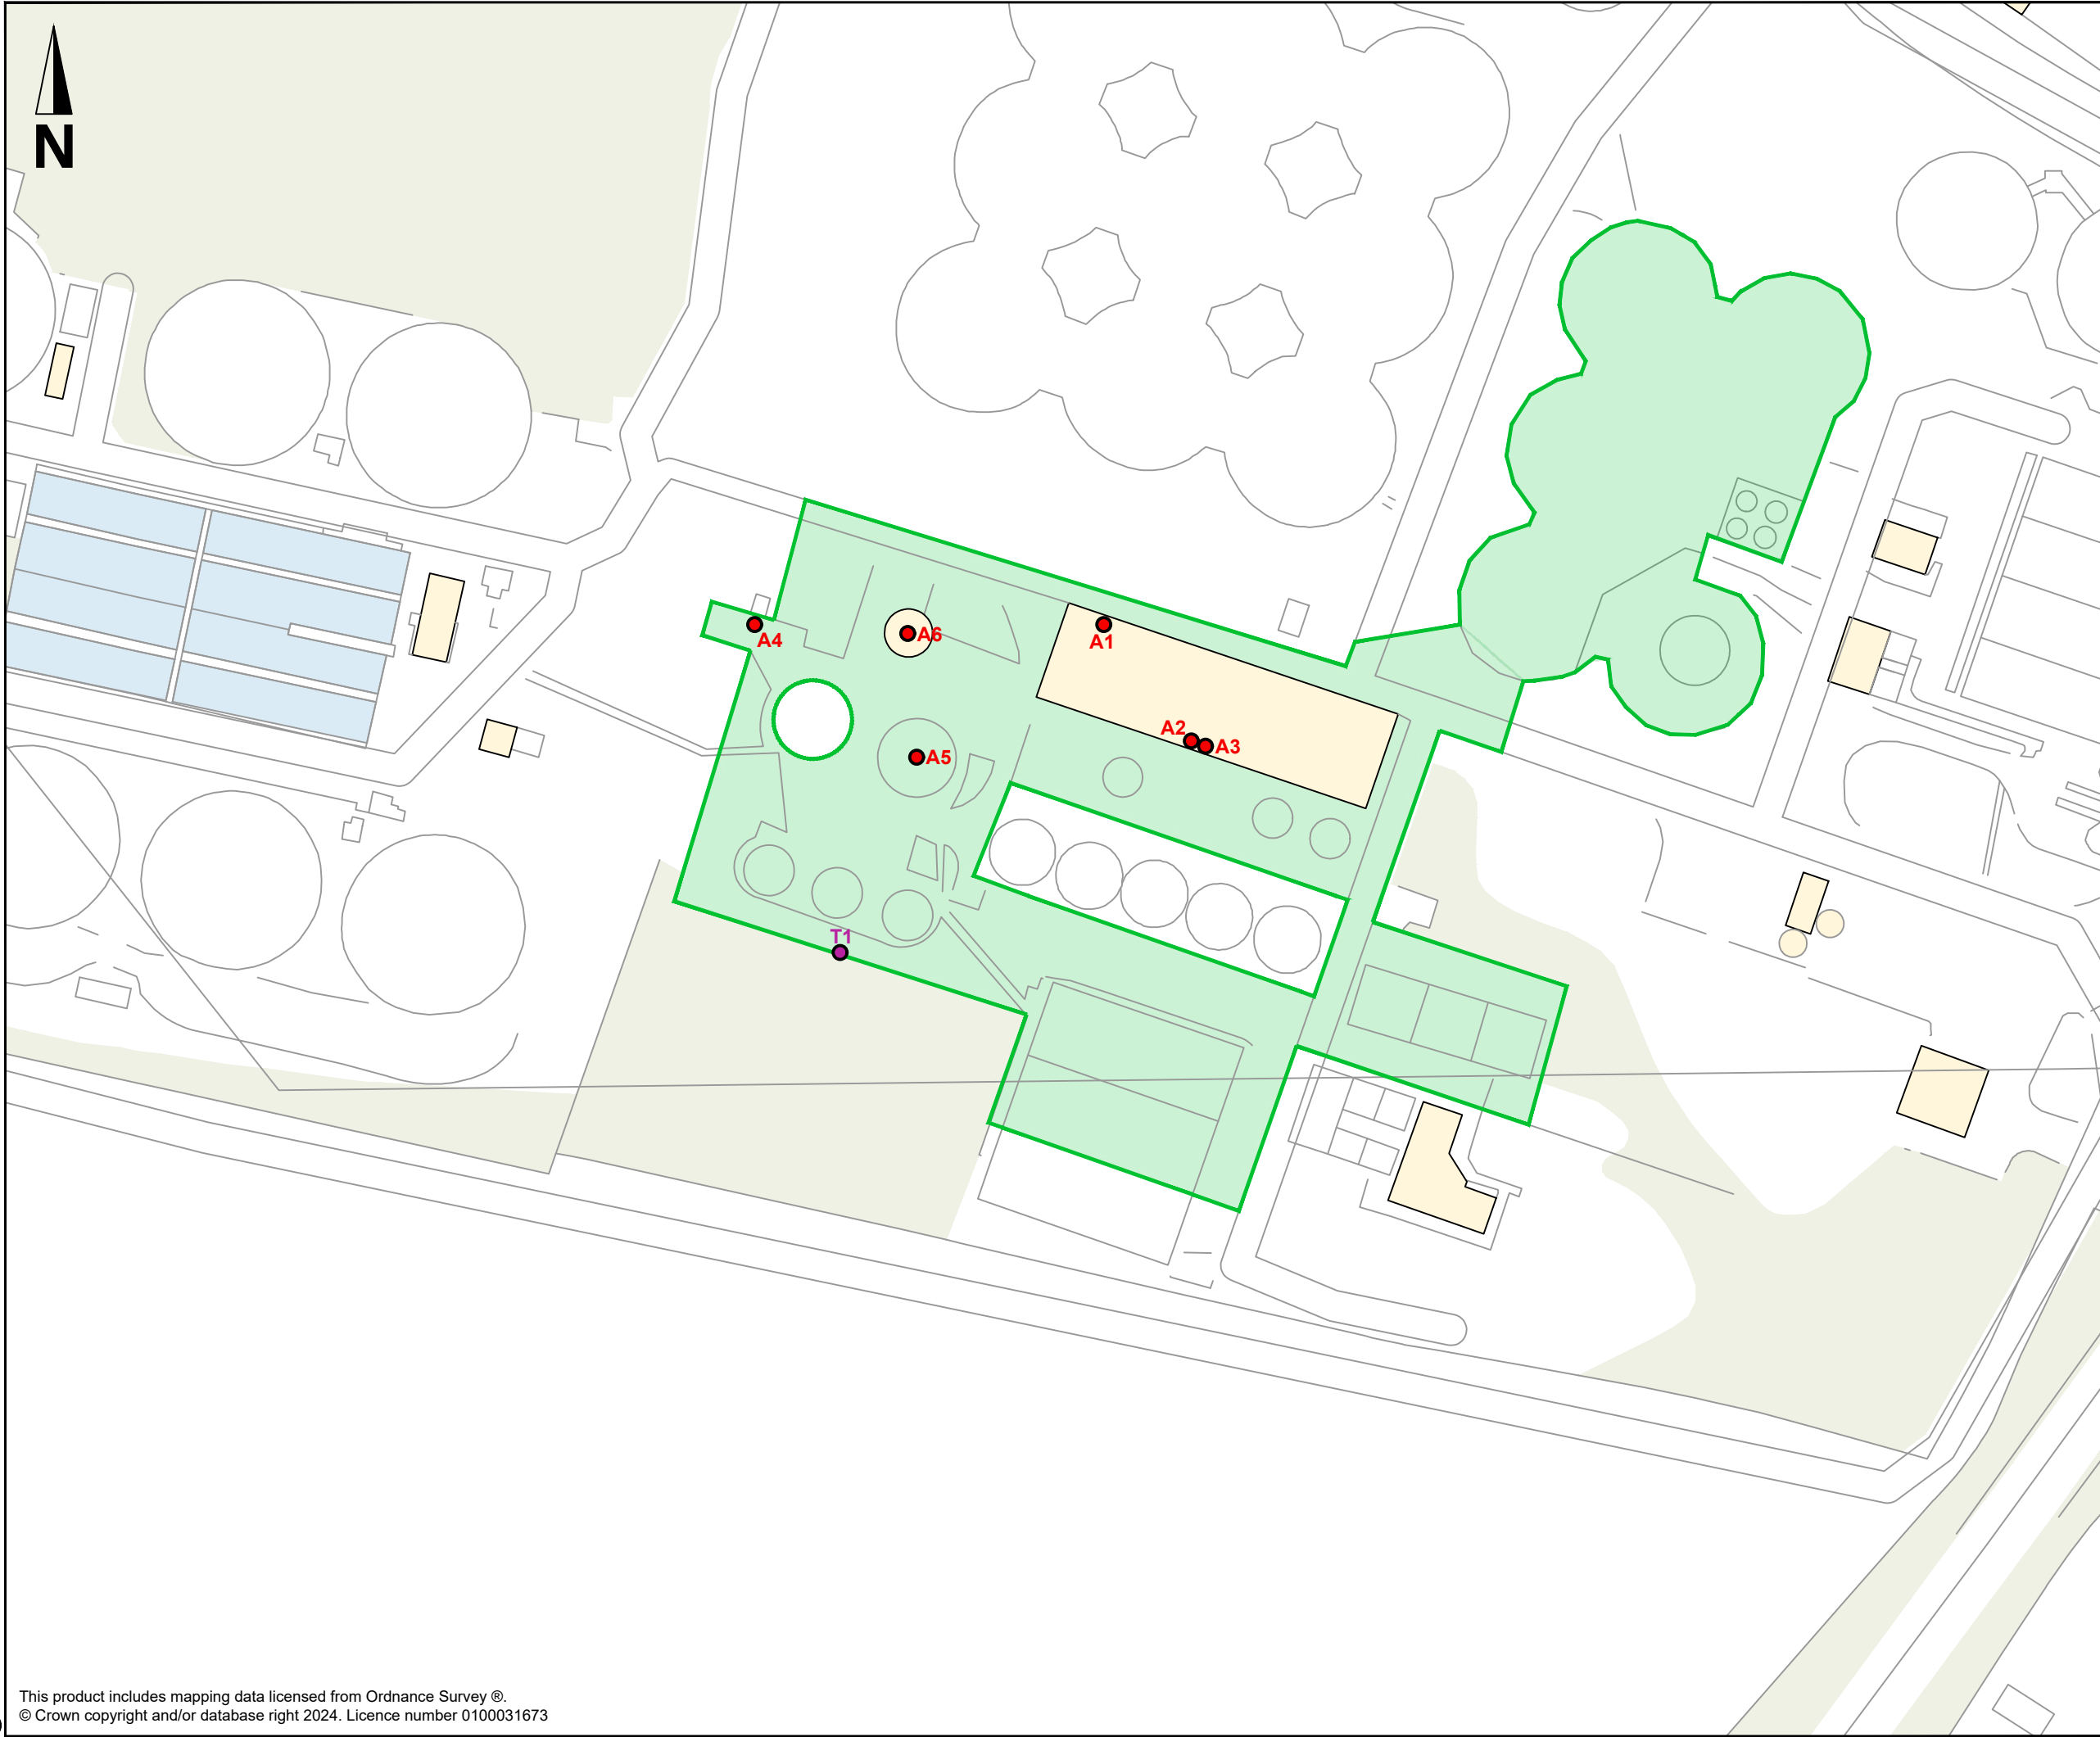 N
A4
A6
A1
A2
A3
A5
T1
This product includes mapping data licensed from Ordnance Survey ®.
© Crown copyright and/or database right 2024. Licence number 0100031673